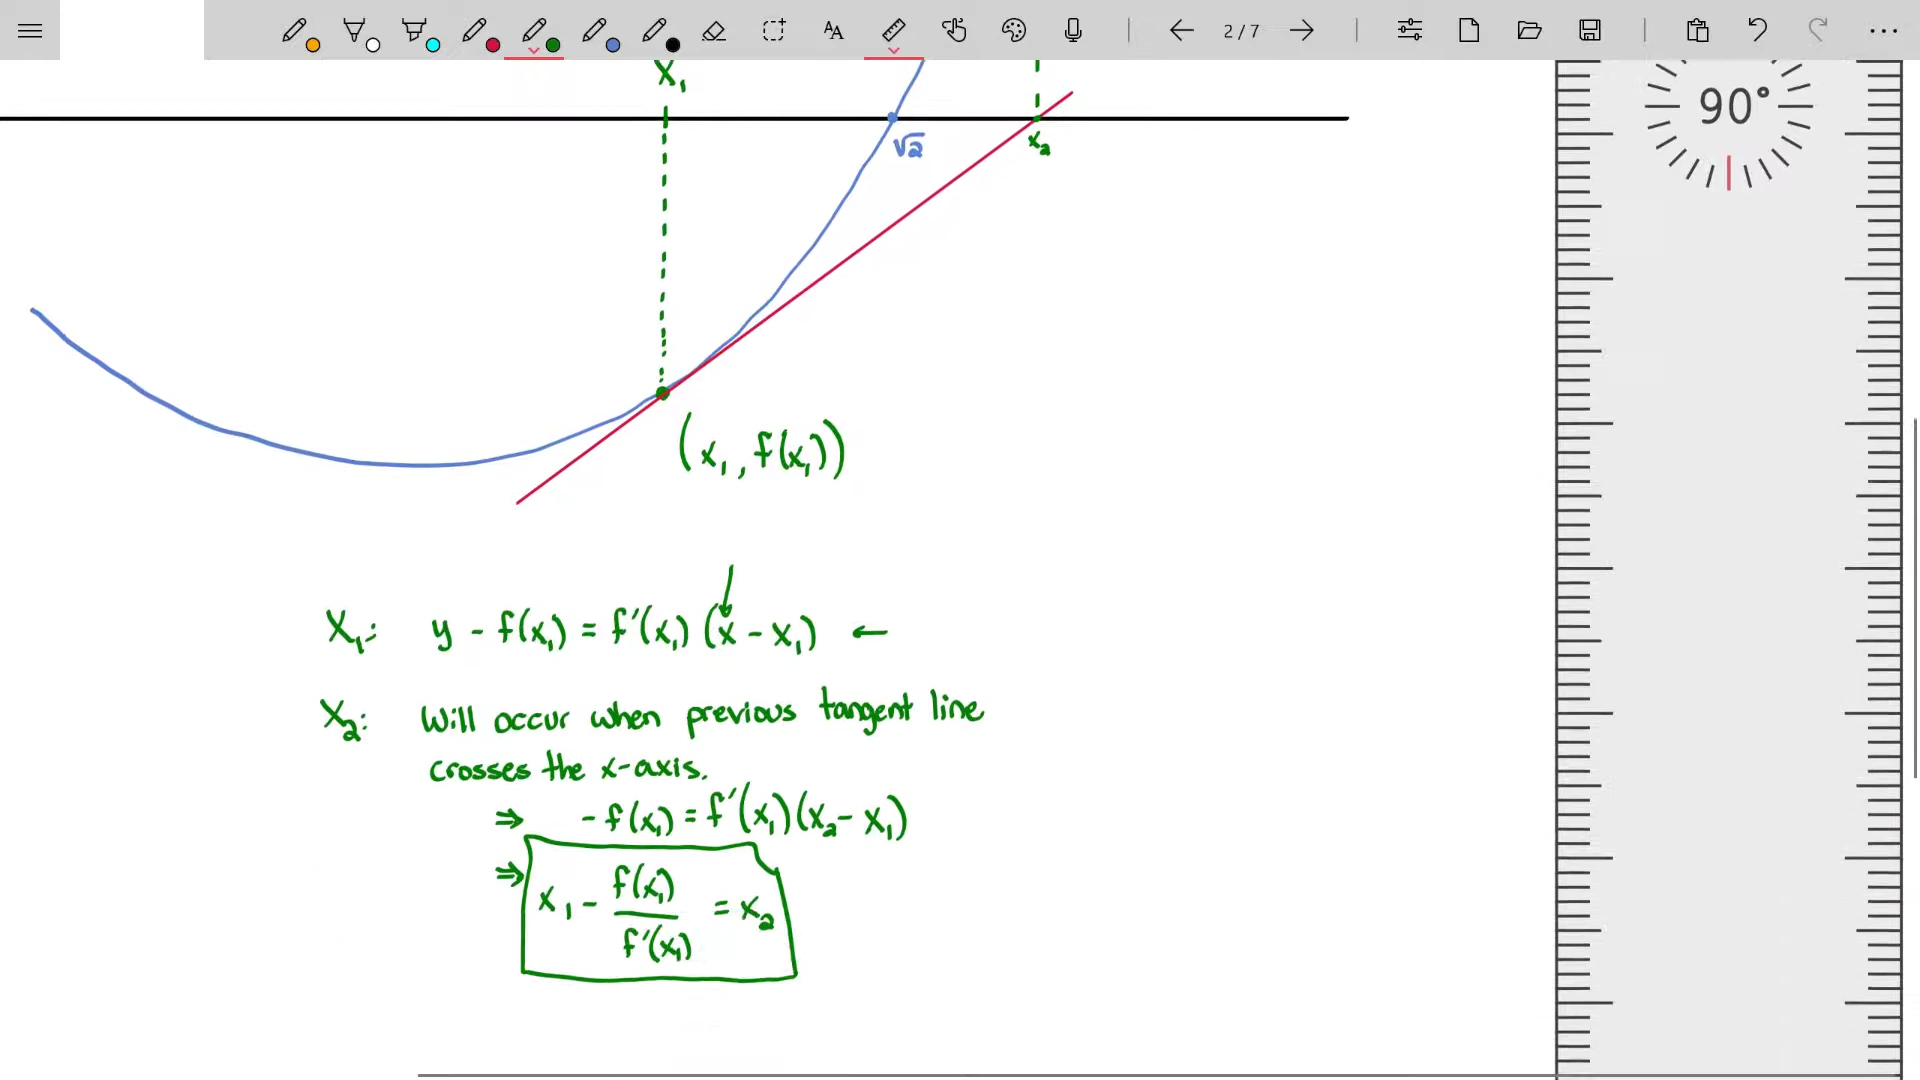 AA
2 / 7
90°
X₁
√2
x₂
(x₁, f(x₁))
X₁: y - f(x₁) = f'(x₁) (x - x₁) ←
X₂: Will occur when previous tangent line
crosses the x-axis.
⇒ - f(x₁) = f'(x₁)(x₂ - x₁)
⇒ x₁ - f(x₁)/f'(x₁) = x₂